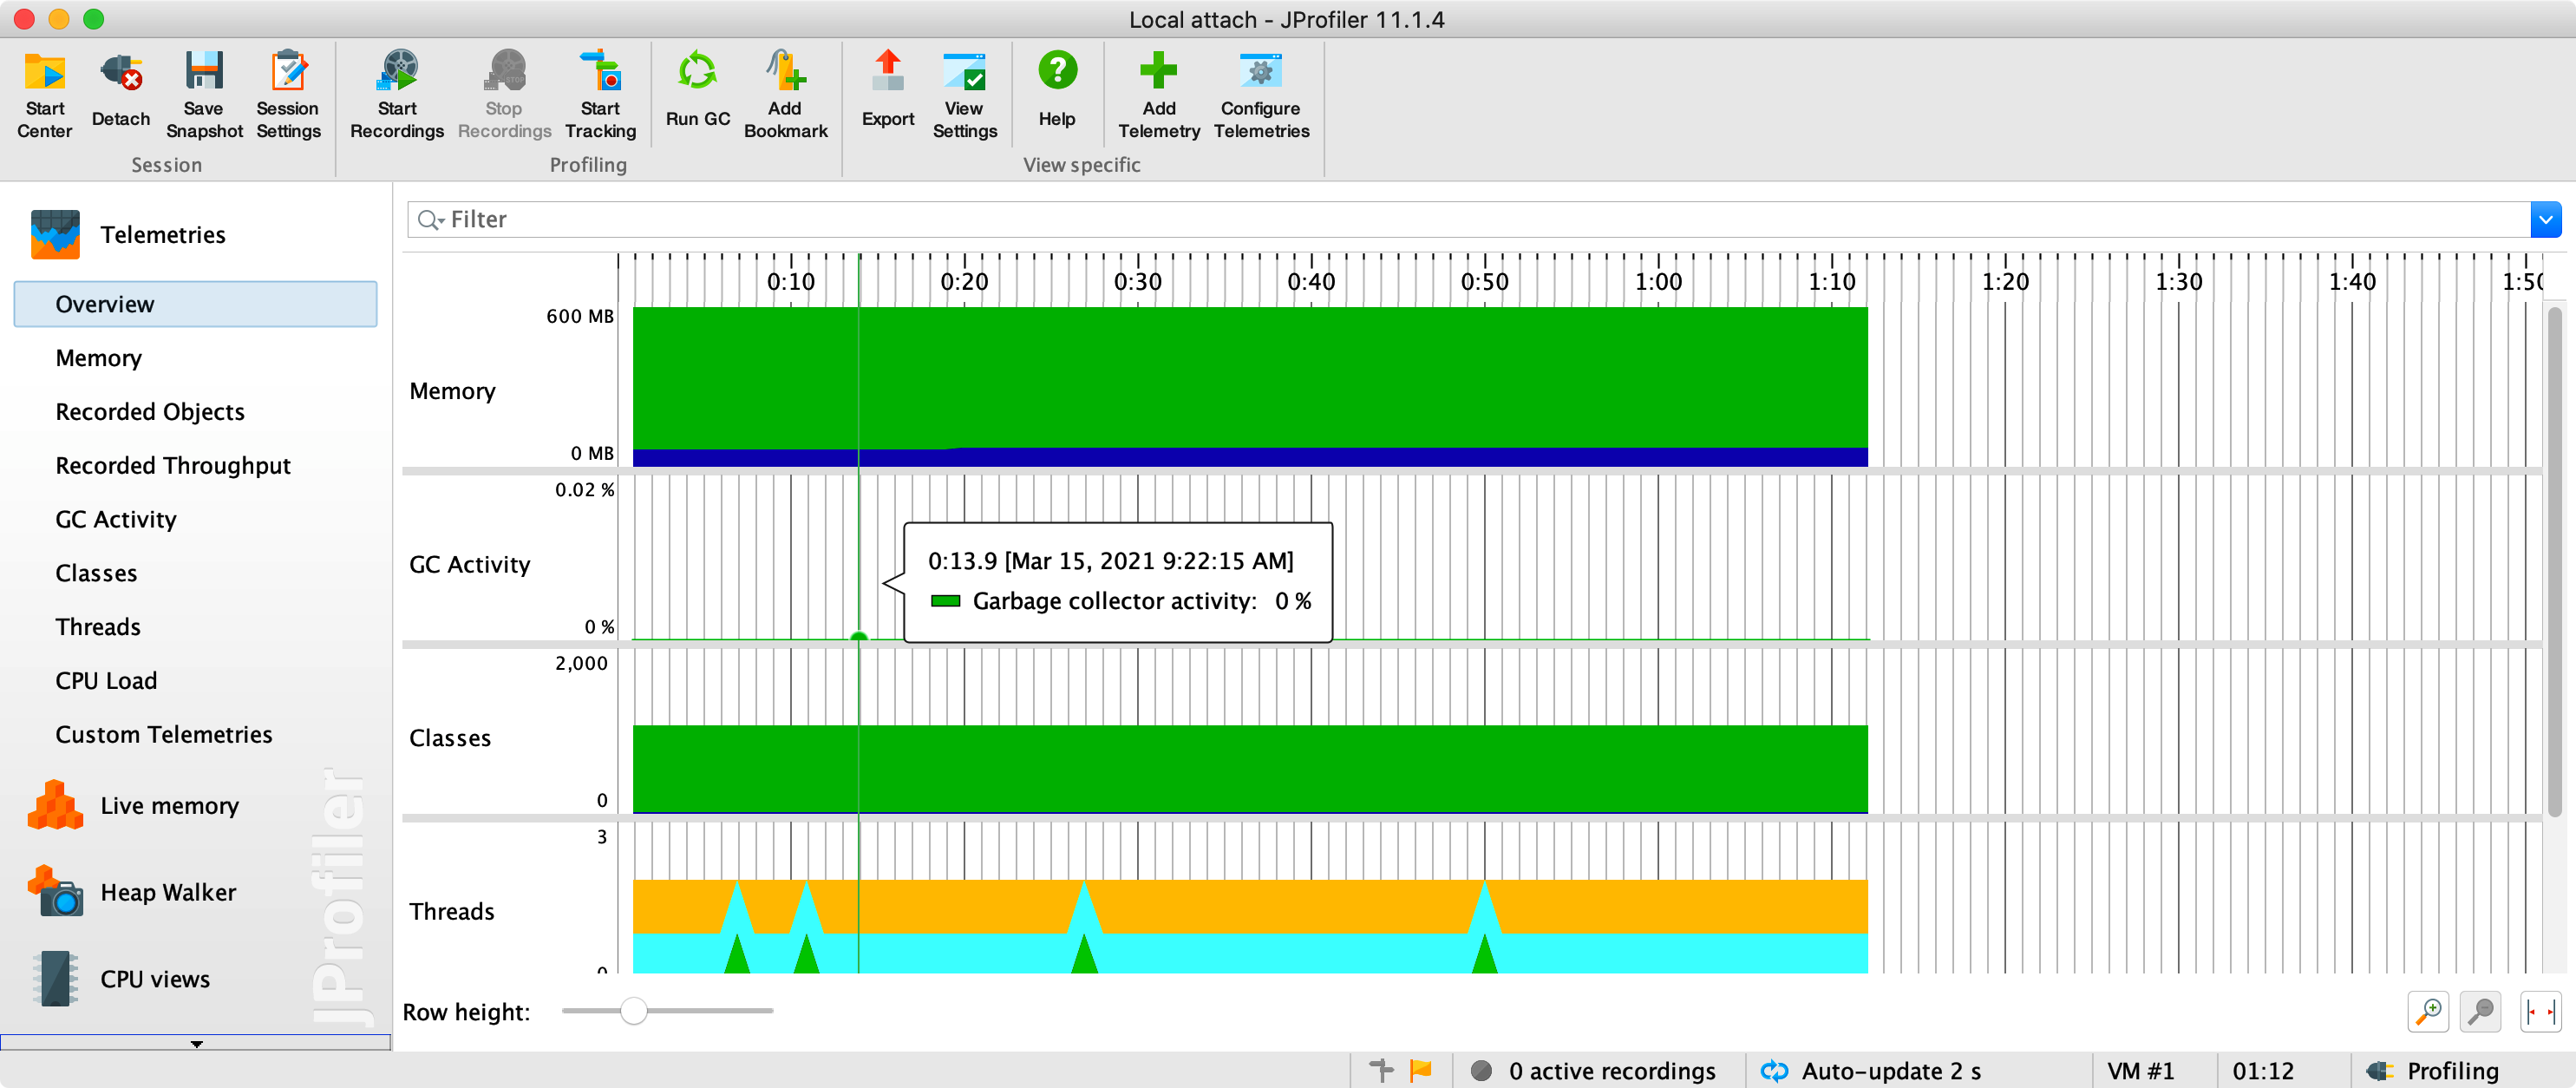 Local attach - JProfiler 11.1.4
Start Center
Detach
Save Snapshot
Session Settings
Start Recordings
Stop Recordings
Start Tracking
Run GC
Add Bookmark
Export
View Settings
Help
Add Telemetry
Configure Telemetries
Session
Profiling
View specific
Telemetries
Overview
Memory
Recorded Objects
Recorded Throughput
GC Activity
Classes
Threads
CPU Load
Custom Telemetries
Live memory
Heap Walker
CPU views
JProfiler
Filter
0:10 0:20 0:30 0:40 0:50 1:00 1:10 1:20 1:30 1:40 1:50
600 MB
Memory
0 MB
0.02 %
GC Activity
0 %
0:13.9 [Mar 15, 2021 9:22:15 AM]
Garbage collector activity: 0 %
2,000
Classes
0
3
Threads
0
Row height:
0 active recordings
Auto-update 2 s
VM #1
01:12
Profiling